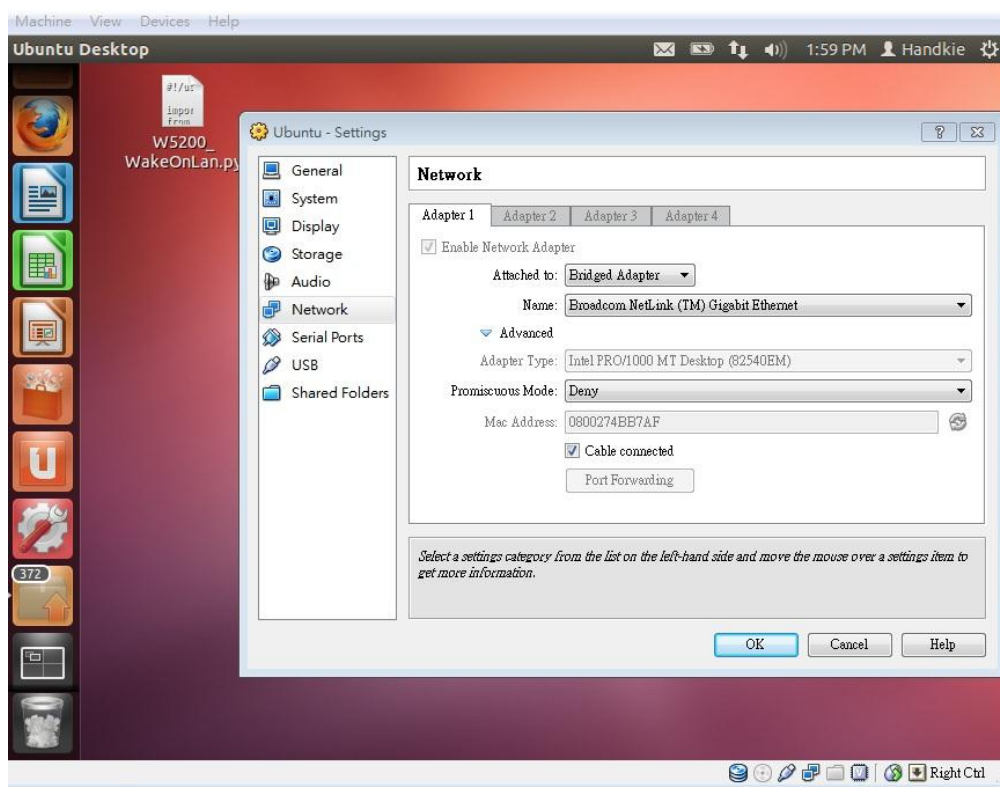 Machine View Devices Help
Ubuntu Desktop
1:59 PM Handkie
#!/us
impor
from
W5200_
WakeOnLan.py
Ubuntu - Settings
General
System
Display
Storage
Audio
Network
Serial Ports
USB
Shared Folders
Network
Adapter 1 Adapter 2 Adapter 3 Adapter 4
Enable Network Adapter
Attached to: Bridged Adapter
Name: Broadcom NetLink (TM) Gigabit Ethernet
Advanced
Adapter Type: Intel PRO/1000 MT Desktop (82540EM)
Promiscuous Mode: Deny
Mac Address: 0800274BB7AF
Cable connected
Port Forwarding
Select a settings category from the list on the left-hand side and move the mouse over a settings item to
get more information.
OK Cancel Help
372
Right Ctrl